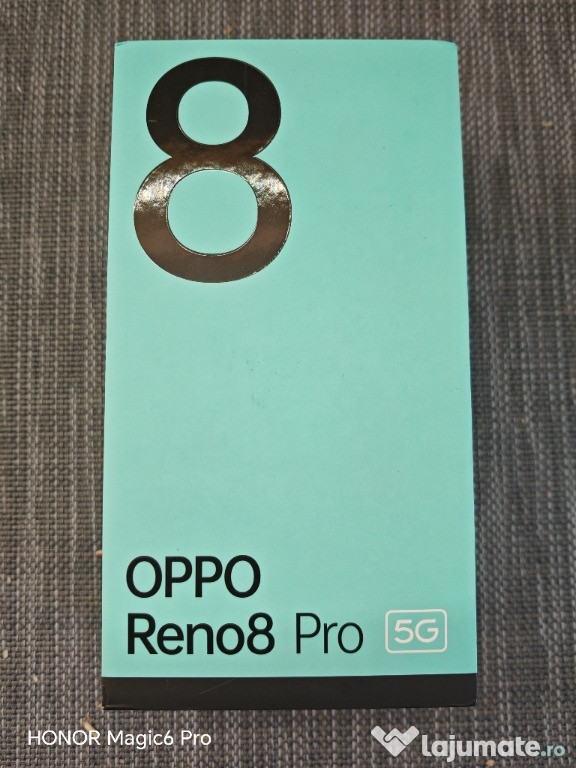 8
OPPO
Reno8 Pro 5G
HONOR Magic6 Pro
lajumate.ro